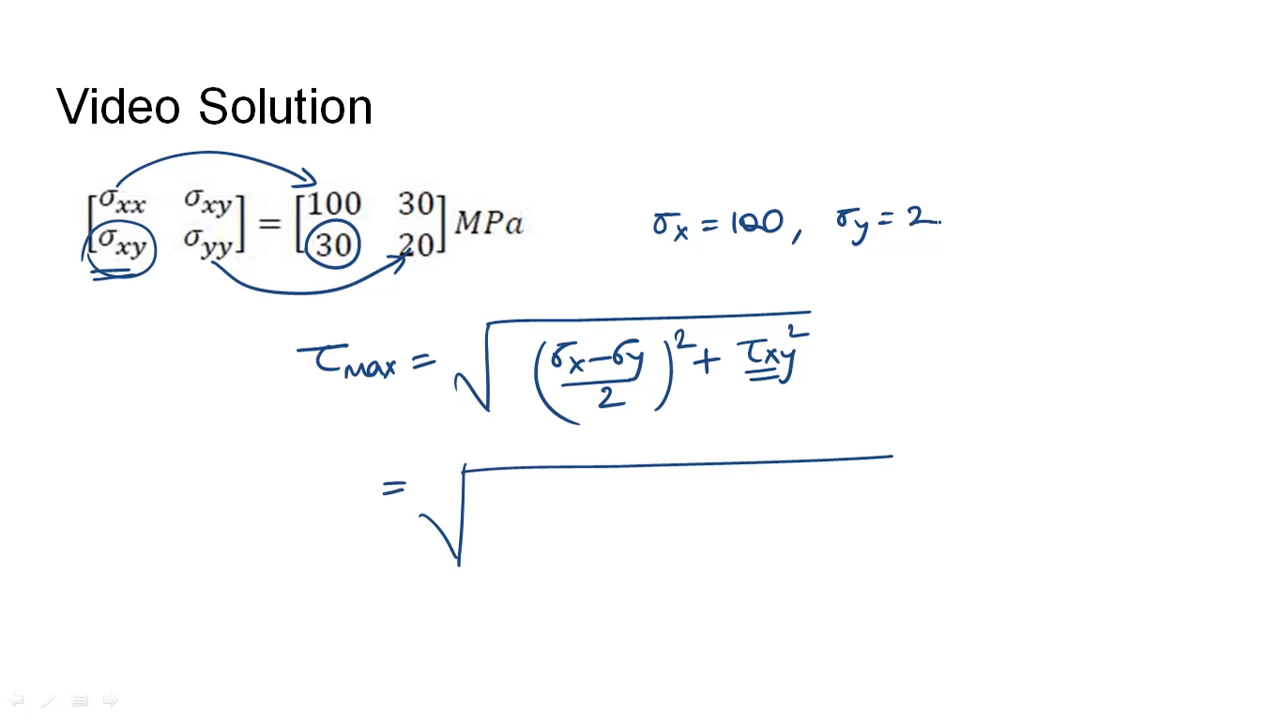 Video Solution
[σxx σxy
σxy σyy] = [100 30
30 20] MPa
σx = 100, σy = 2
τmax = √((σx−σy)/2)² + τxy²
= √